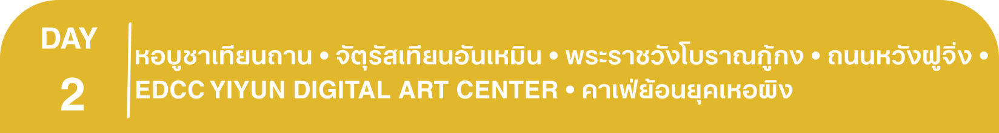 DAY
2
หอบูชาเทียนถาน • จัตุรัสเทียนอันเหมิน • พระราชวังโบราณกู้กง • ถนนหวังฝูจิ่ง •
EDCC YIYUN DIGITAL ART CENTER • คาเฟ่ย้อนยุคเหอผิง